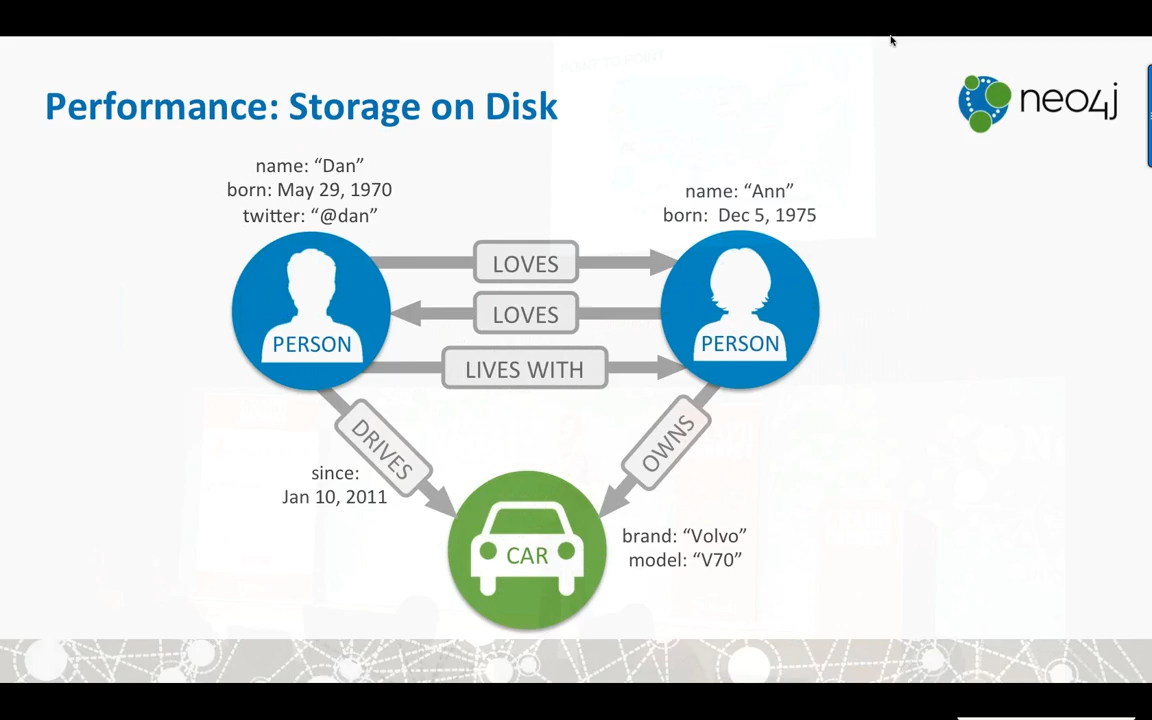 Performance: Storage on Disk
neo4j
name: “Dan”
born: May 29, 1970
twitter: “@dan”
name: “Ann”
born: Dec 5, 1975
LOVES
LOVES
PERSON
PERSON
LIVES WITH
DRIVES
OWNS
since:
Jan 10, 2011
CAR
brand: “Volvo”
model: “V70”